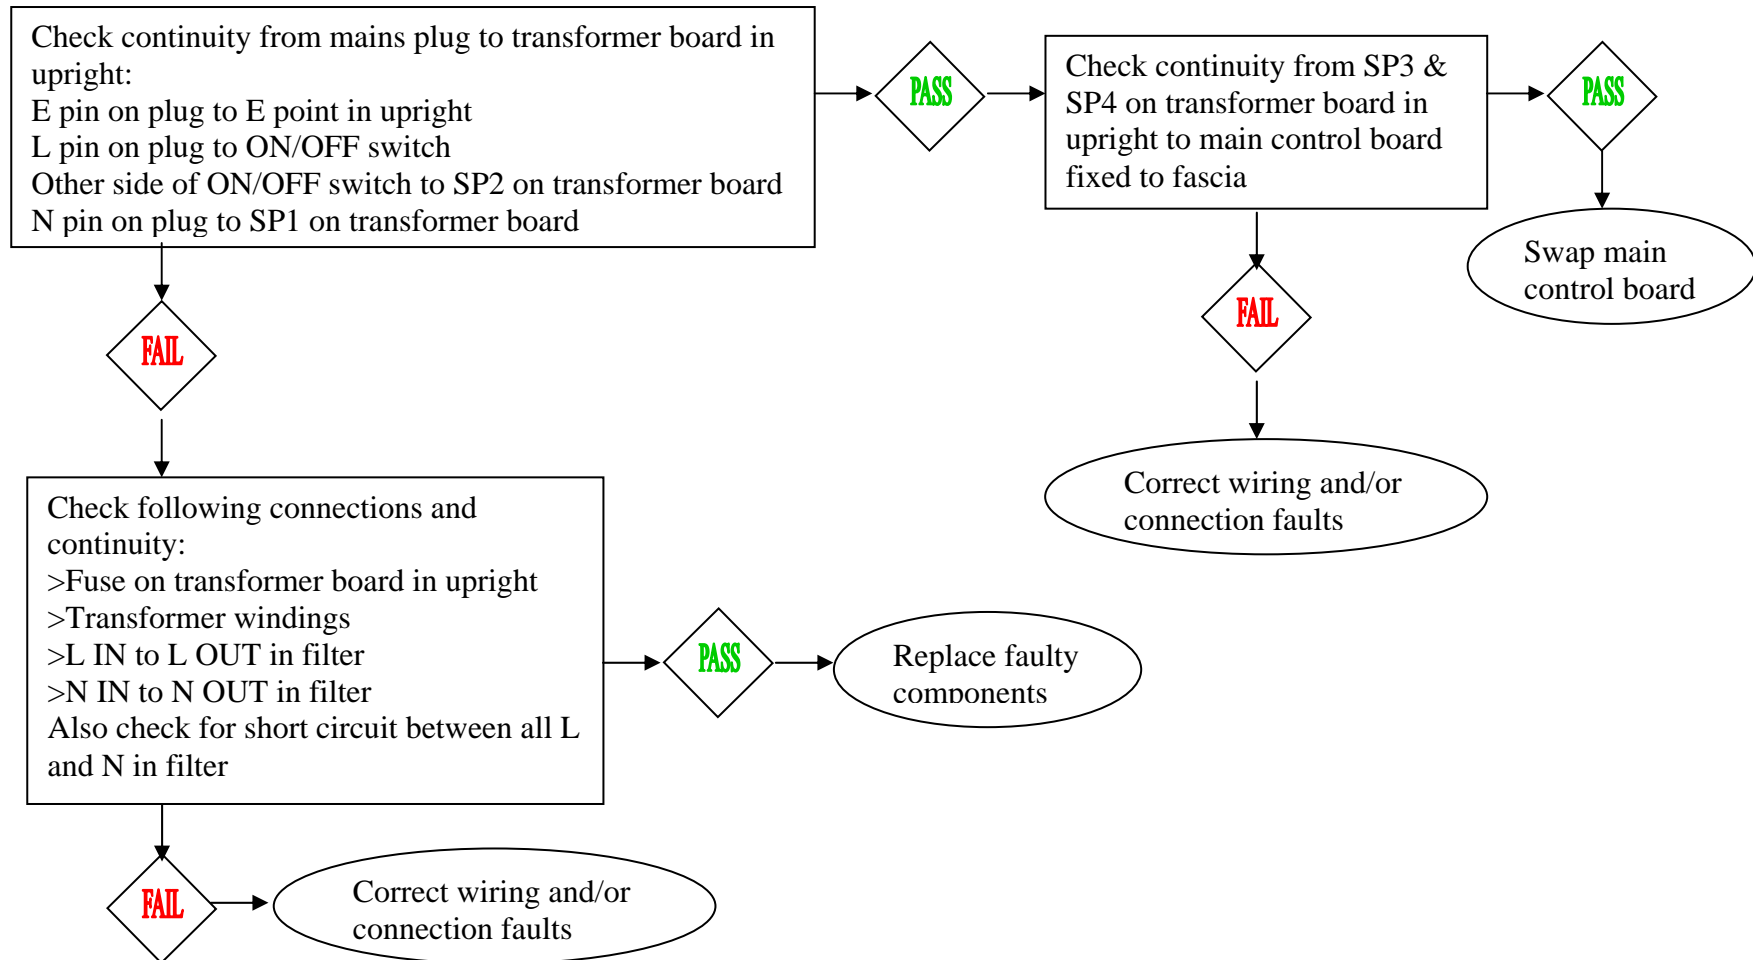 Check continuity from mains plug to transformer board in
upright:
E pin on plug to E point in upright
L pin on plug to ON/OFF switch
Other side of ON/OFF switch to SP2 on transformer board
N pin on plug to SP1 on transformer board
PASS
Check continuity from SP3 &
SP4 on transformer board in
upright to main control board
fixed to fascia
PASS
Swap main
control board
FAIL
FAIL
Correct wiring and/or
connection faults
Check following connections and
continuity:
>Fuse on transformer board in upright
>Transformer windings
>L IN to L OUT in filter
>N IN to N OUT in filter
Also check for short circuit between all L
and N in filter
PASS
Replace faulty
components
FAIL
Correct wiring and/or
connection faults